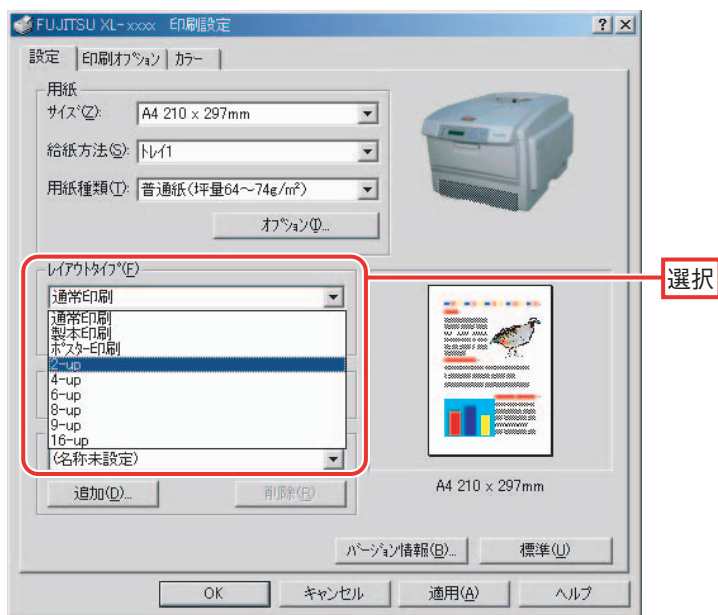 FUJITSU XL-xxxx 印刷設定
設定 印刷ｵﾌﾟｼｮﾝ ｶﾗｰ
用紙
ｻｲｽﾞ(Z): A4 210 x 297mm
給紙方法(S): ﾄﾚｲ1
用紙種類(T): 普通紙(坪量64～74g/m²)
ｵﾌﾟｼｮﾝ(I)...
ﾚｲｱｳﾄﾀｲﾌﾟ(F)
通常印刷
通常印刷
製本印刷
ﾎﾟｽﾀｰ印刷
2-up
4-up
6-up
8-up
9-up
16-up
(名称未設定)
追加(D)... 削除(R)
選択
A4 210 x 297mm
ﾊﾞｰｼﾞｮﾝ情報(B)... 標準(U)
OK キャンセル 適用(A) ヘルプ